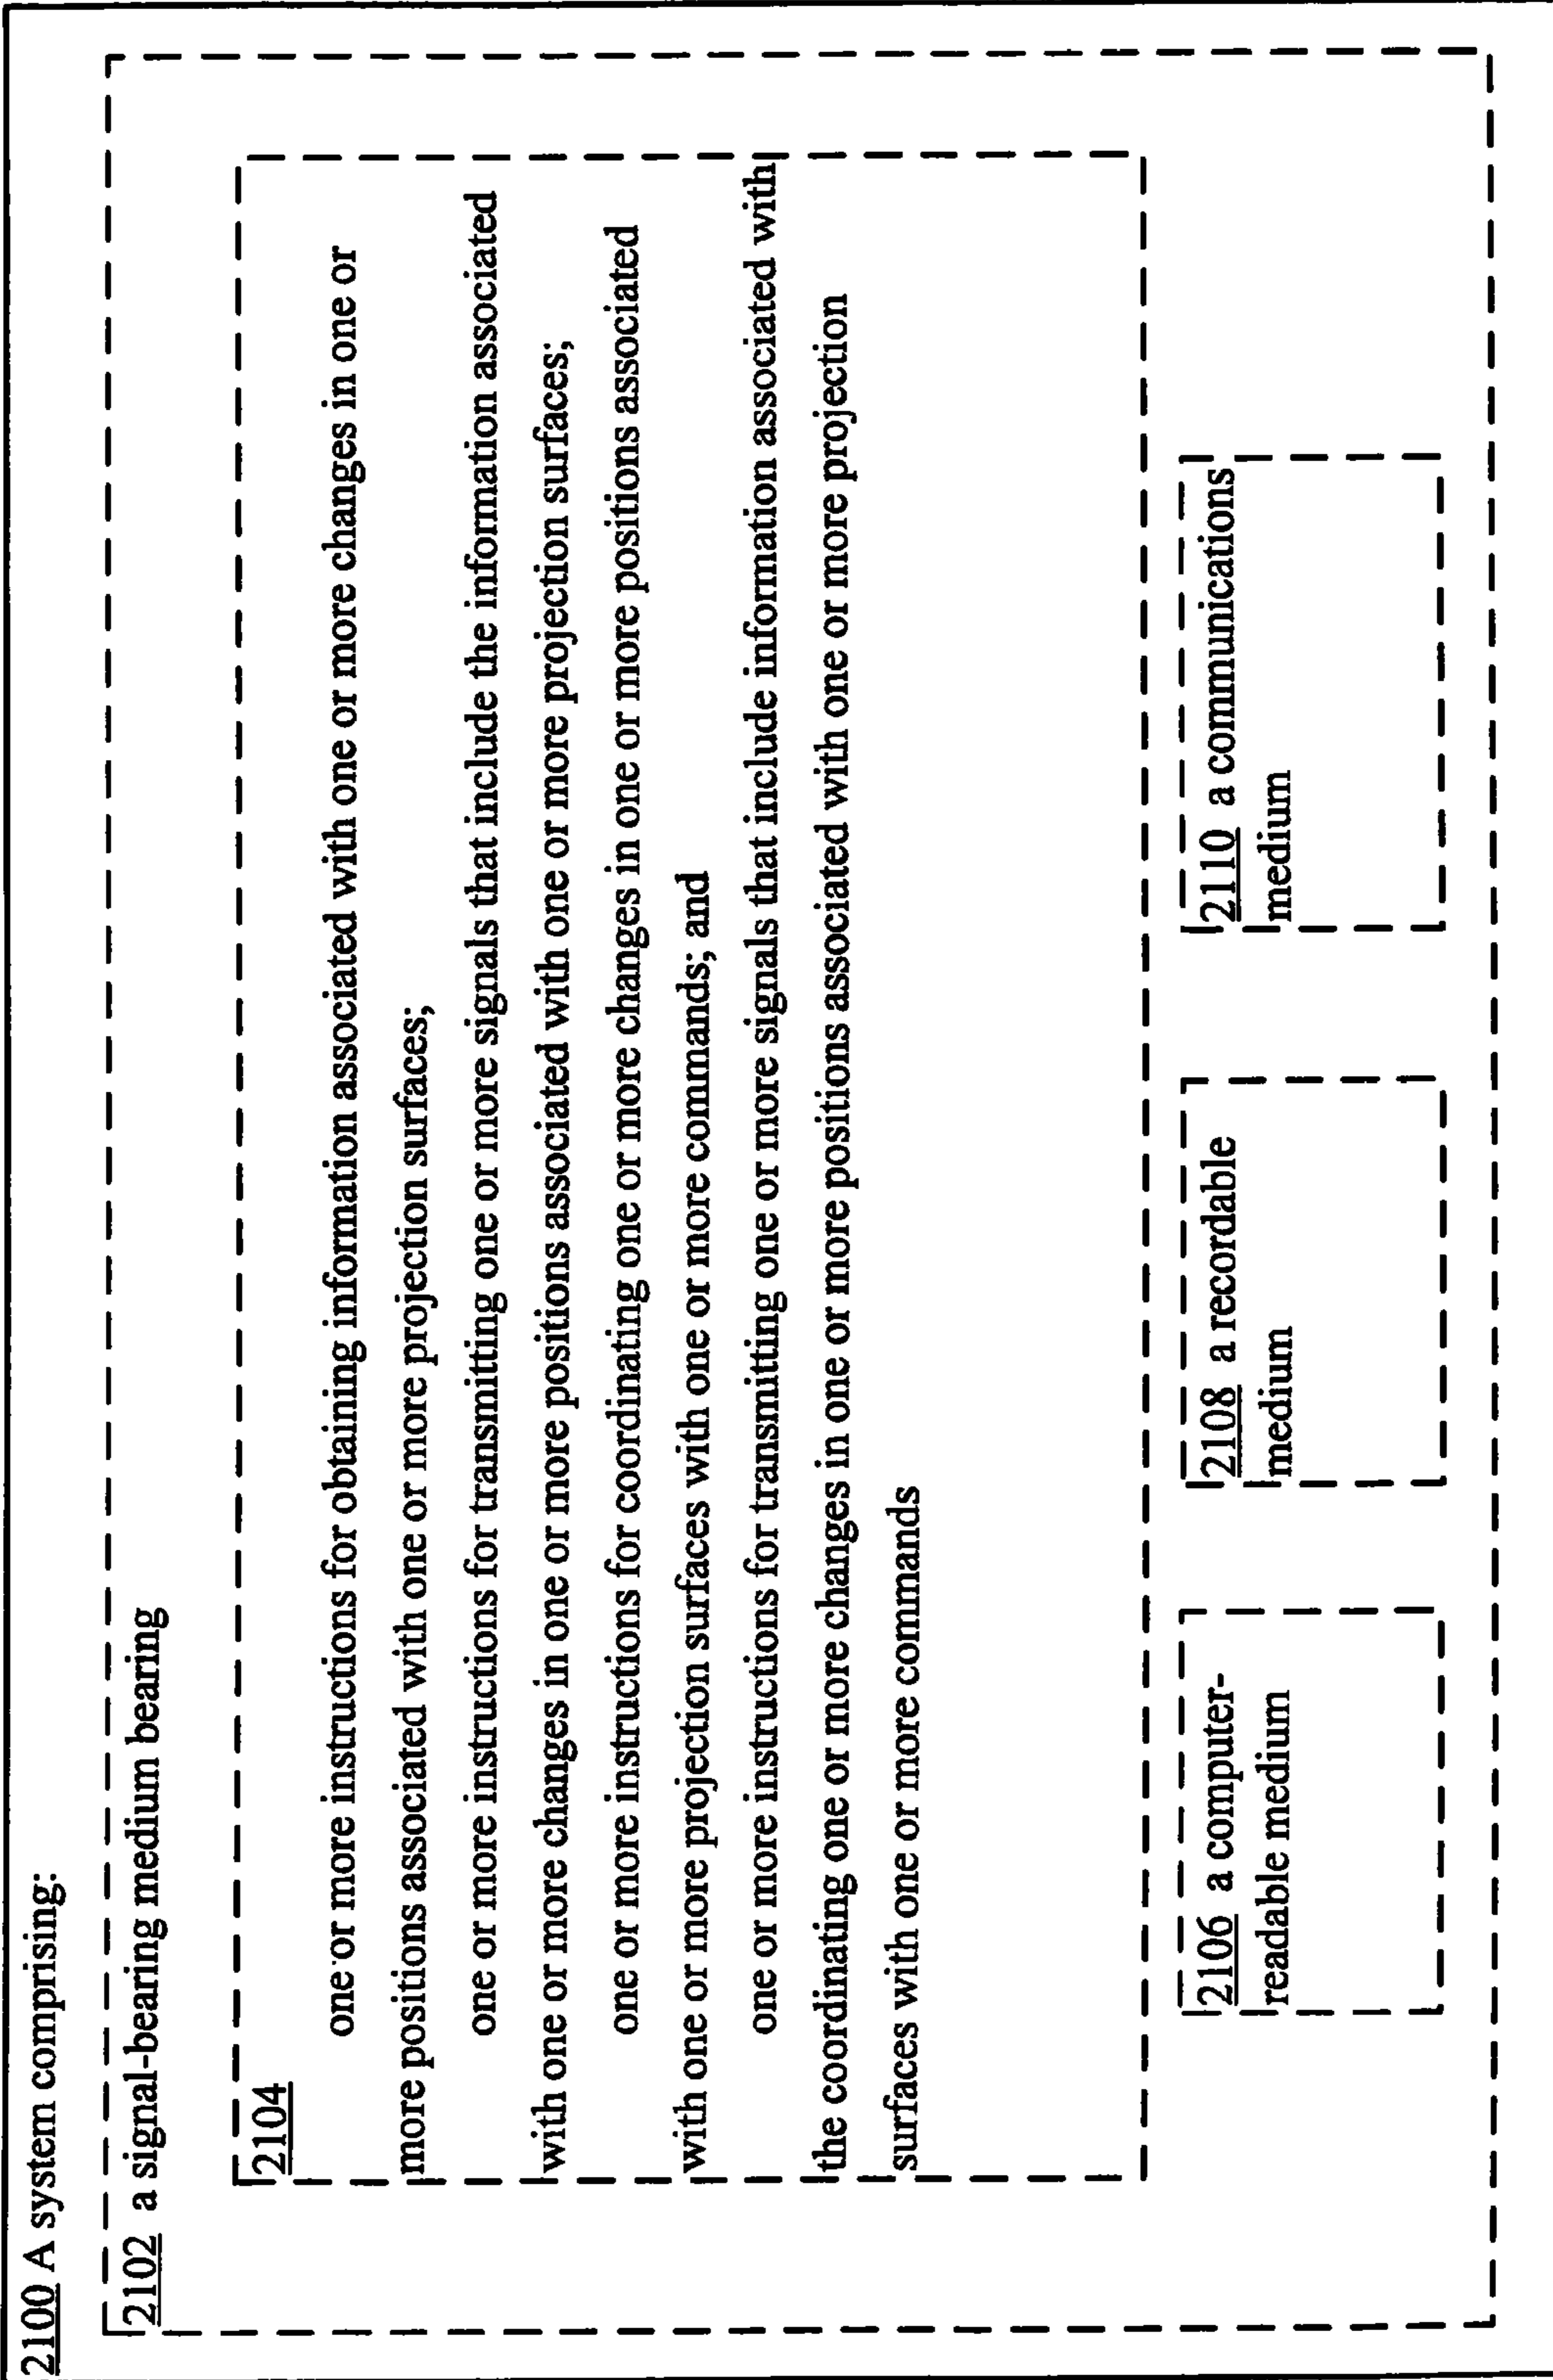 2100 A system comprising:
2102 a signal-bearing medium bearing
2104
one or more instructions for obtaining information associated with one or more changes in one or
more positions associated with one or more projection surfaces;
one or more instructions for transmitting one or more signals that include the information associated
with one or more changes in one or more positions associated with one or more projection surfaces;
one or more instructions for coordinating one or more changes in one or more positions associated
with one or more projection surfaces with one or more commands; and
one or more instructions for transmitting one or more signals that include information associated with
the coordinating one or more changes in one or more positions associated with one or more projection
surfaces with one or more commands
2106 a computer-
readable medium
2108 a recordable
medium
2110 a communications
medium